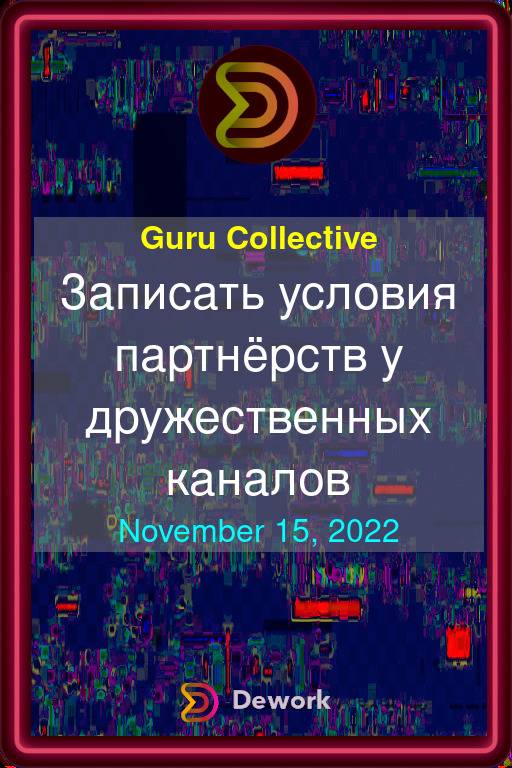 Guru Collective
Записать условия
партнёрств у
дружественных
каналов
November 15, 2022
Dework